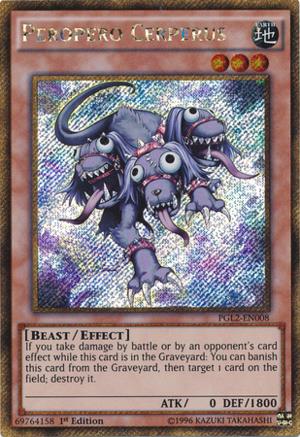 PEROPERO CERPERUS
EARTH
地
PGL2-EN008
[BEAST / EFFECT]
If you take damage by battle or by an opponent's card
effect while this card is in the Graveyard: You can banish
this card from the Graveyard, then target 1 card on the
field; destroy it.
ATK/ 0 DEF/1800
69764158 1st Edition ©1996 KAZUKI TAKAHASHI